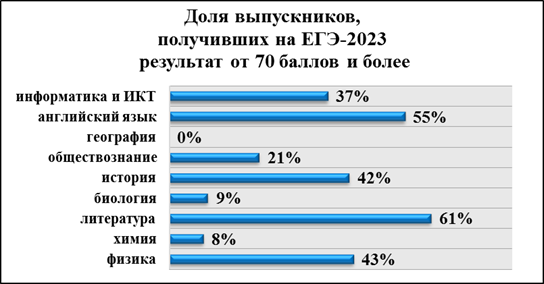 Доля выпускников,
получивших на ЕГЭ-2023
результат от 70 баллов и более
информатика и ИКТ 37%
английский язык 55%
география 0%
обществознание 21%
история 42%
биология 9%
литература 61%
химия 8%
физика 43%